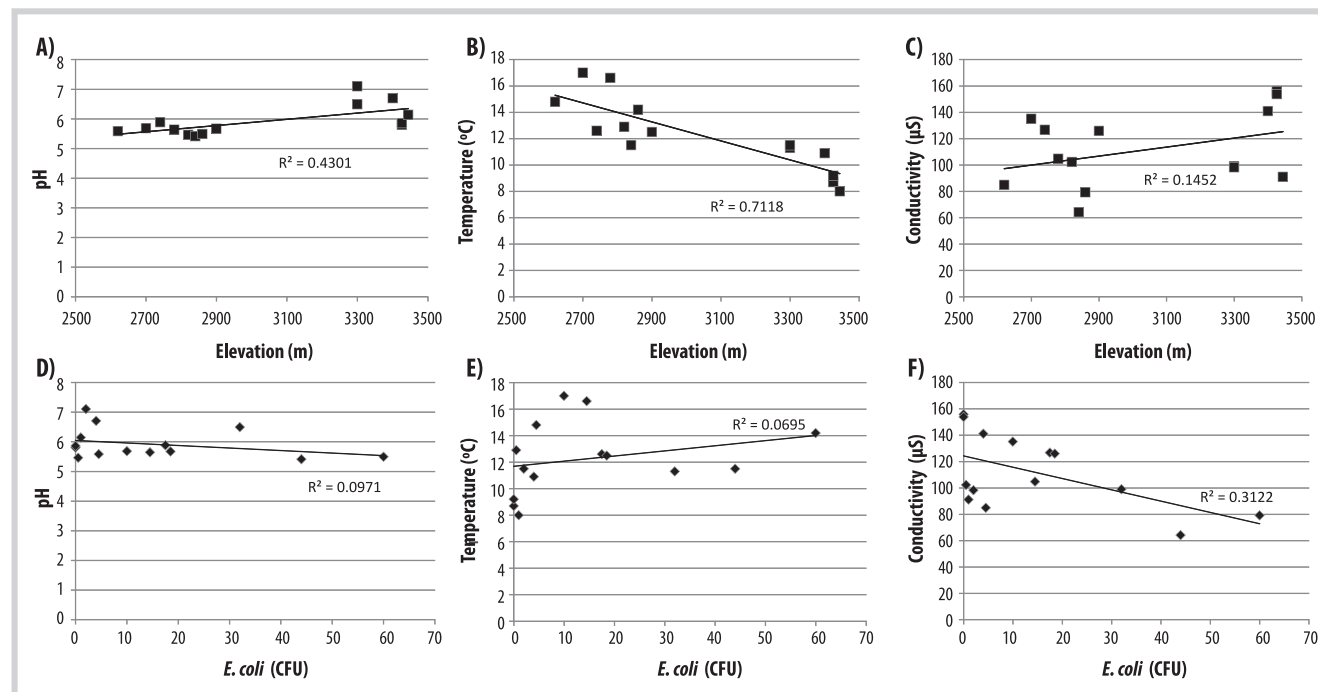 A)
8
7
6
5
4
3
2
1
0
pH
R² = 0.4301
2500 2700 2900 3100 3300 3500
Elevation (m)
B)
18
16
14
12
10
8
6
4
2
0
Temperature (ºC)
R² = 0.7118
2500 2700 2900 3100 3300 3500
Elevation (m)
C)
180
160
140
120
100
80
60
40
20
0
Conductivity (µS)
R² = 0.1452
2500 2700 2900 3100 3300 3500
Elevation (m)
D)
8
7
6
5
4
3
2
1
0
pH
R² = 0.0971
0 10 20 30 40 50 60 70
E. coli (CFU)
E)
18
16
14
12
10
8
6
4
2
0
Temperature (ºC)
R² = 0.0695
0 10 20 30 40 50 60 70
E. coli (CFU)
F)
180
160
140
120
100
80
60
40
20
0
Conductivity (µS)
R² = 0.3122
0 10 20 30 40 50 60 70
E. coli (CFU)